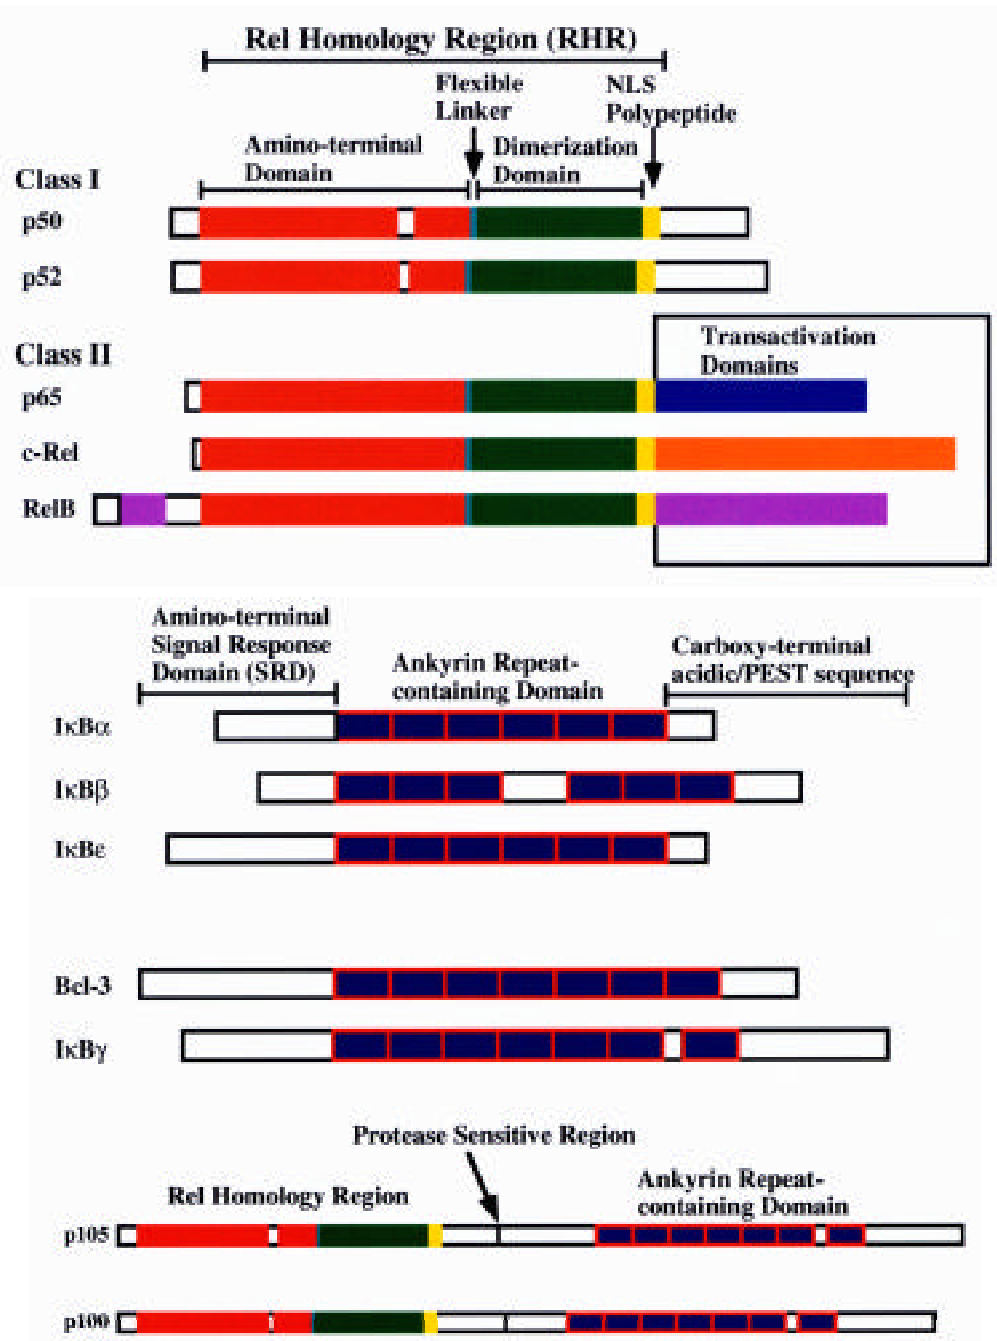 Rel Homology Region (RHR)
Flexible
Linker
NLS
Polypeptide
Amino-terminal
Domain
Dimerization
Domain
Class I
p50
p52
Class II
Transactivation
Domains
p65
c-Rel
RelB
Amino-terminal
Signal Response
Domain (SRD)
Ankyrin Repeat-
containing Domain
Carboxy-terminal
acidic/PEST sequence
IκBα
IκBβ
IκBε
Bcl-3
IκBγ
Protease Sensitive Region
Rel Homology Region
Ankyrin Repeat-
containing Domain
p105
p100